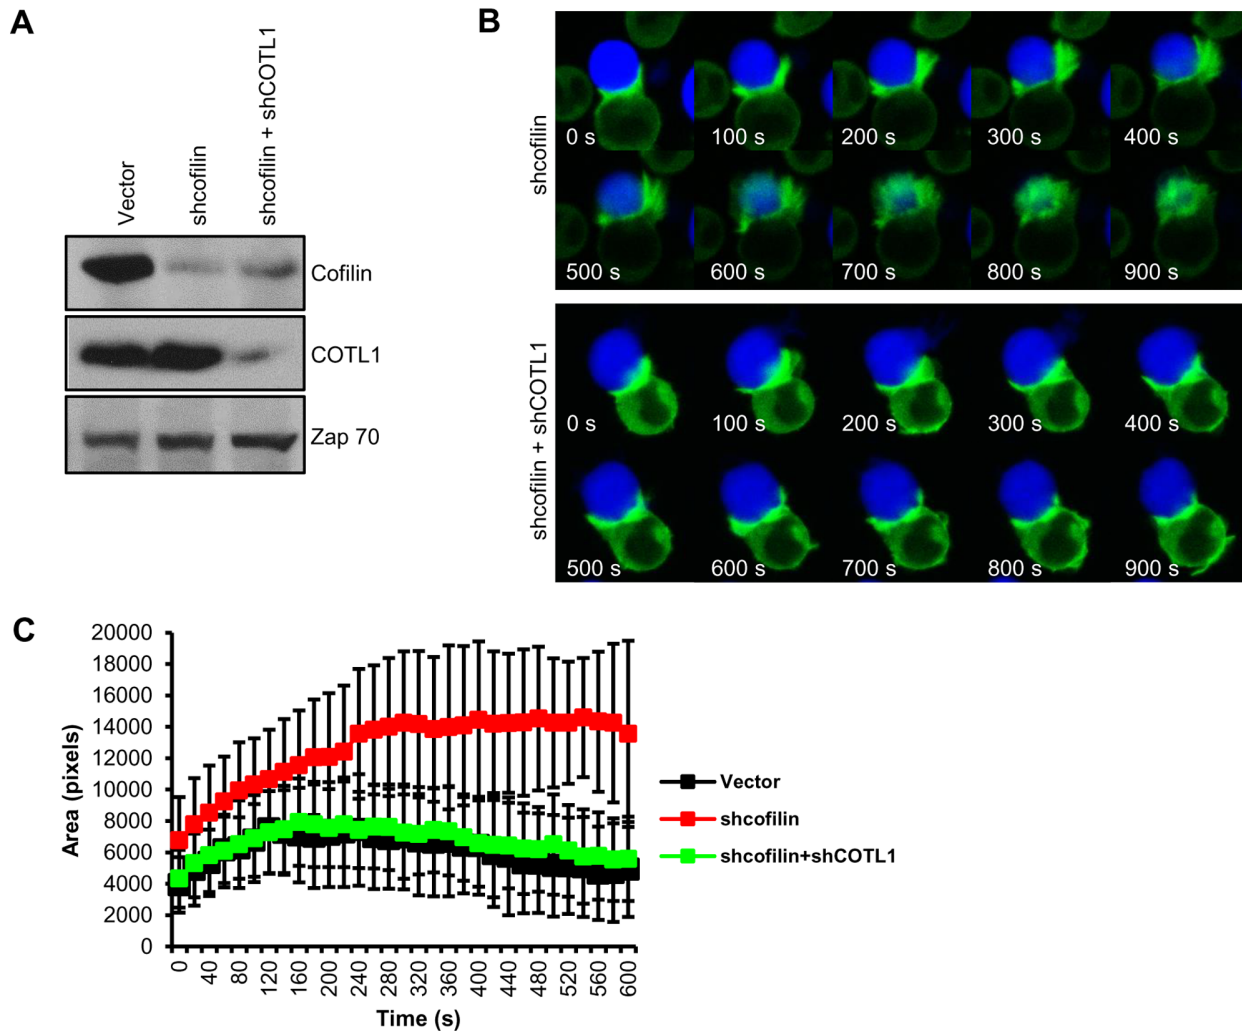 A
Vector
shcofilin
shcofilin + shCOTL1
Cofilin
COTL1
Zap 70
B
shcofilin
0 s
100 s
200 s
300 s
400 s
500 s
600 s
700 s
800 s
900 s
shcofilin + shCOTL1
0 s
100 s
200 s
300 s
400 s
500 s
600 s
700 s
800 s
900 s
C
Area (pixels)
20000
18000
16000
14000
12000
10000
8000
6000
4000
2000
0
0
40
80
120
160
200
240
280
320
360
400
440
480
520
560
600
Time (s)
Vector
shcofilin
shcofilin+shCOTL1